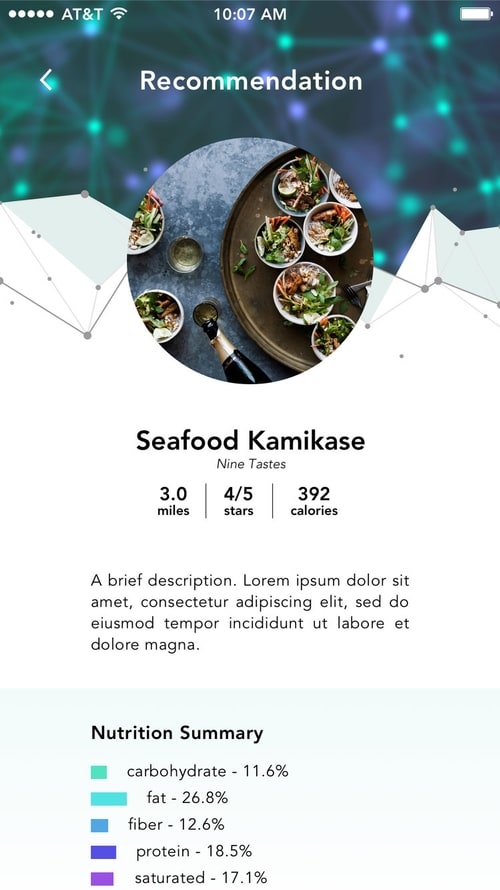 AT&T 10:07 AM
Recommendation
Seafood Kamikase
Nine Tastes
3.0 4/5 392
miles stars calories
A brief description. Lorem ipsum dolor sit
amet, consectetur adipiscing elit, sed do
eiusmod tempor incididunt ut labore et
dolore magna.
Nutrition Summary
carbohydrate - 11.6%
fat - 26.8%
fiber - 12.6%
protein - 18.5%
saturated - 17.1%